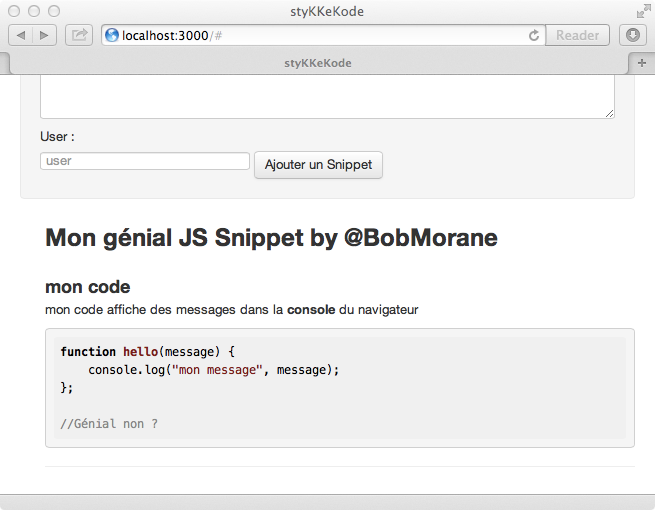 styKKeKode
localhost:3000/#
Reader
styKKeKode
User :
user
Ajouter un Snippet
Mon génial JS Snippet by @BobMorane
mon code
mon code affiche des messages dans la console du navigateur
function hello(message) {
    console.log("mon message", message);
};
//Génial non ?